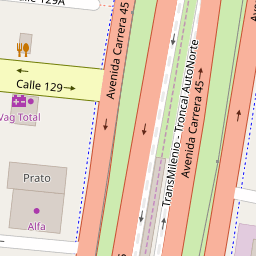 Calle 129A
Avenida Carrera 45
Calle 129
Vag Total
TransMilenio - Troncal AutoNorte
Avenida Carrera 45
Prato
Alfa